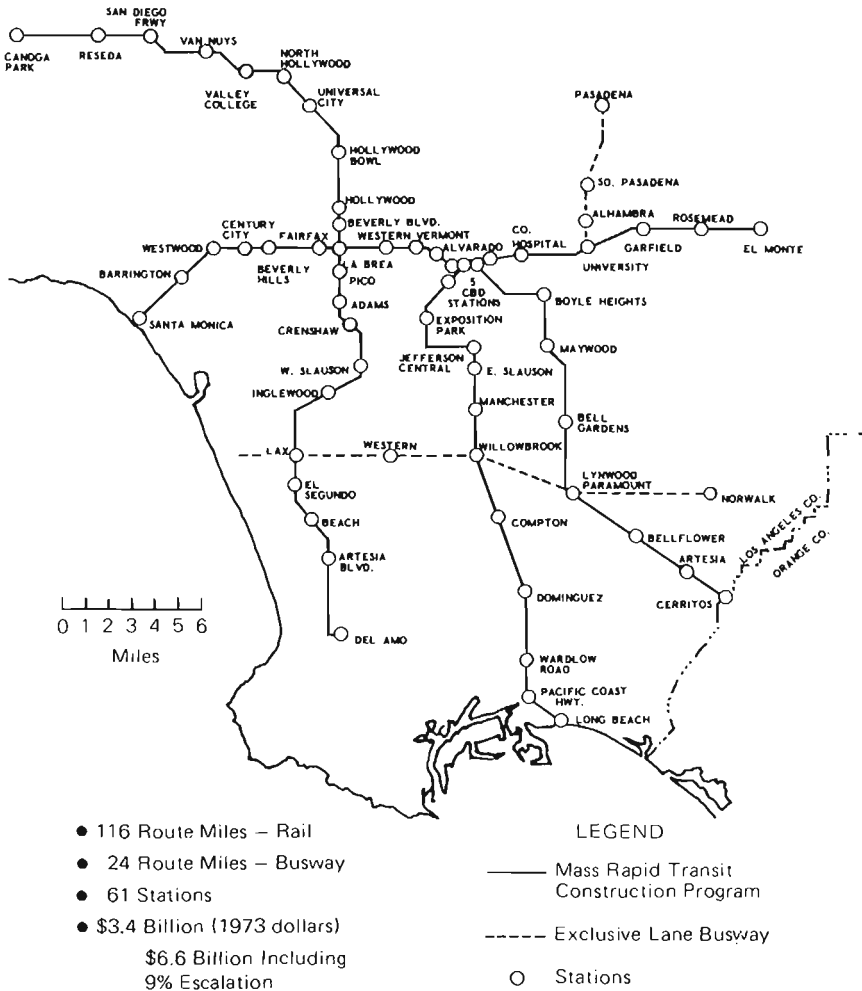 SAN DIEGO
FRWY
CANOGA
PARK
RESEDA
VAN NUYS
NORTH
HOLLYWOOD
VALLEY
COLLEGE
UNIVERSAL
CITY
PASADENA
HOLLYWOOD
BOWL
SO. PASADENA
HOLLYWOOD
BEVERLY BLVD.
ALHAMBRA
ROSEMEAD
CENTURY
CITY
WESTWOOD
FAIRFAX
WESTERN
VERMONT
ALVARADO
CO.
HOSPITAL
GARFIELD
EL MONTE
BARRINGTON
BEVERLY
HILLS
LA BREA
UNIVERSITY
PICO
5
CBD
STATIONS
BOYLE HEIGHTS
ADAMS
SANTA MONICA
CRENSHAW
EXPOSITION
PARK
MAYWOOD
JEFFERSON
CENTRAL
W. SLAUSON
E. SLAUSON
INGLEWOOD
MANCHESTER
BELL
GARDENS
LAX
WESTERN
WILLOWBROOK
LYNWOOD
PARAMOUNT
NORWALK
EL
SEGUNDO
BEACH
COMPTON
BELLFLOWER
LOS ANGELES CO.
ORANGE CO.
ARTESIA
BLVD.
ARTESIA
DOMINGUEZ
CERRITOS
0 1 2 3 4 5 6
Miles
DEL AMO
WARDLOW
ROAD
PACIFIC COAST
HWY.
LONG BEACH
● 116 Route Miles – Rail
● 24 Route Miles – Busway
● 61 Stations
● $3.4 Billion (1973 dollars)
$6.6 Billion Including
9% Escalation
LEGEND
Mass Rapid Transit
Construction Program
Exclusive Lane Busway
Stations